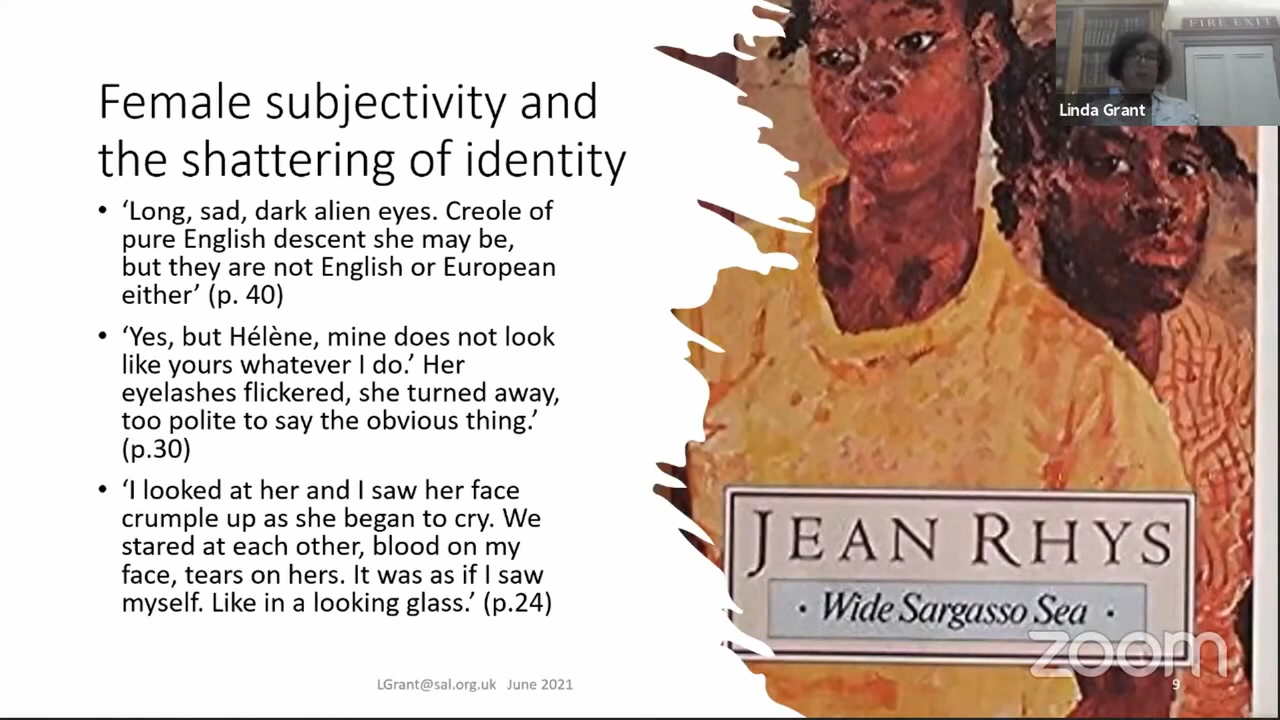 Female subjectivity and
the shattering of identity
• ‘Long, sad, dark alien eyes. Creole of
pure English descent she may be,
but they are not English or European
either’ (p. 40)
• ‘Yes, but Hélène, mine does not look
like yours whatever I do.’ Her
eyelashes flickered, she turned away,
too polite to say the obvious thing.’
(p.30)
• ‘I looked at her and I saw her face
crumple up as she began to cry. We
stared at each other, blood on my
face, tears on hers. It was as if I saw
myself. Like in a looking glass.’ (p.24)
LGrant@sal.org.uk June 2021
FIRE EXIT
Linda Grant
JEAN RHYS
· Wide Sargasso Sea ·
zoom
9